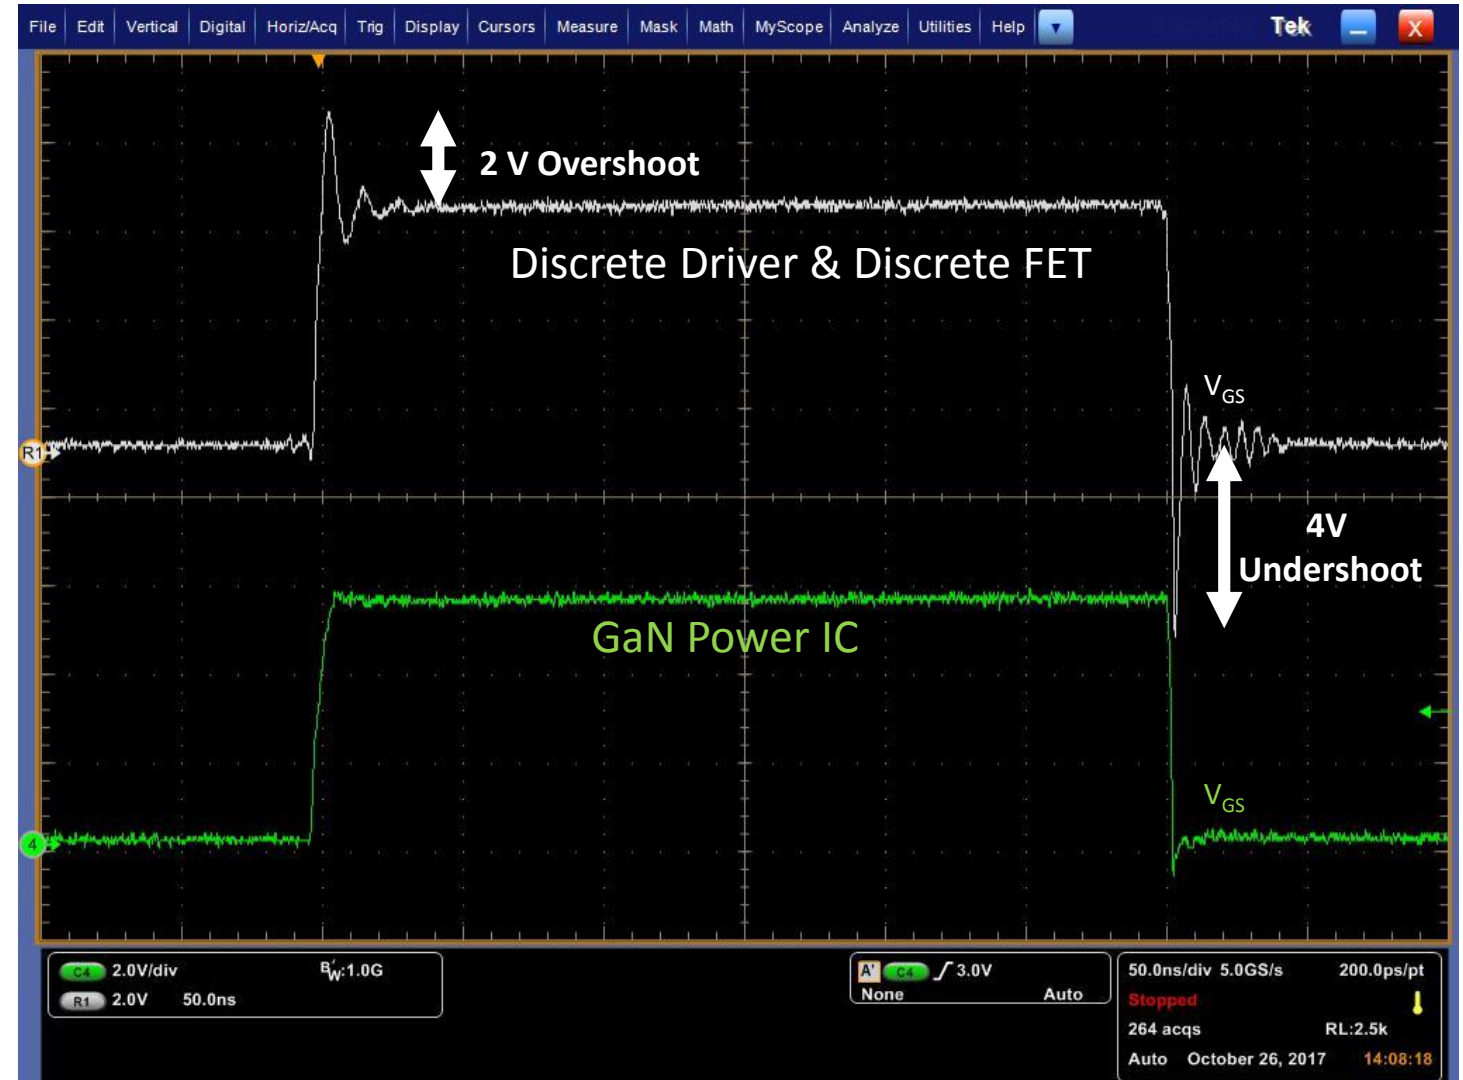 File Edit Vertical Digital Horiz/Acq Trig Display Cursors Measure Mask Math MyScope Analyze Utilities Help Tek X
2 V Overshoot
Discrete Driver & Discrete FET
VGS
R1
4V
Undershoot
GaN Power IC
VGS
4
C4 2.0V/div BW:1.0G
R1 2.0V 50.0ns
A' C4 3.0V
None Auto
50.0ns/div 5.0GS/s 200.0ps/pt
Stopped
264 acqs RL:2.5k
Auto October 26, 2017 14:08:18